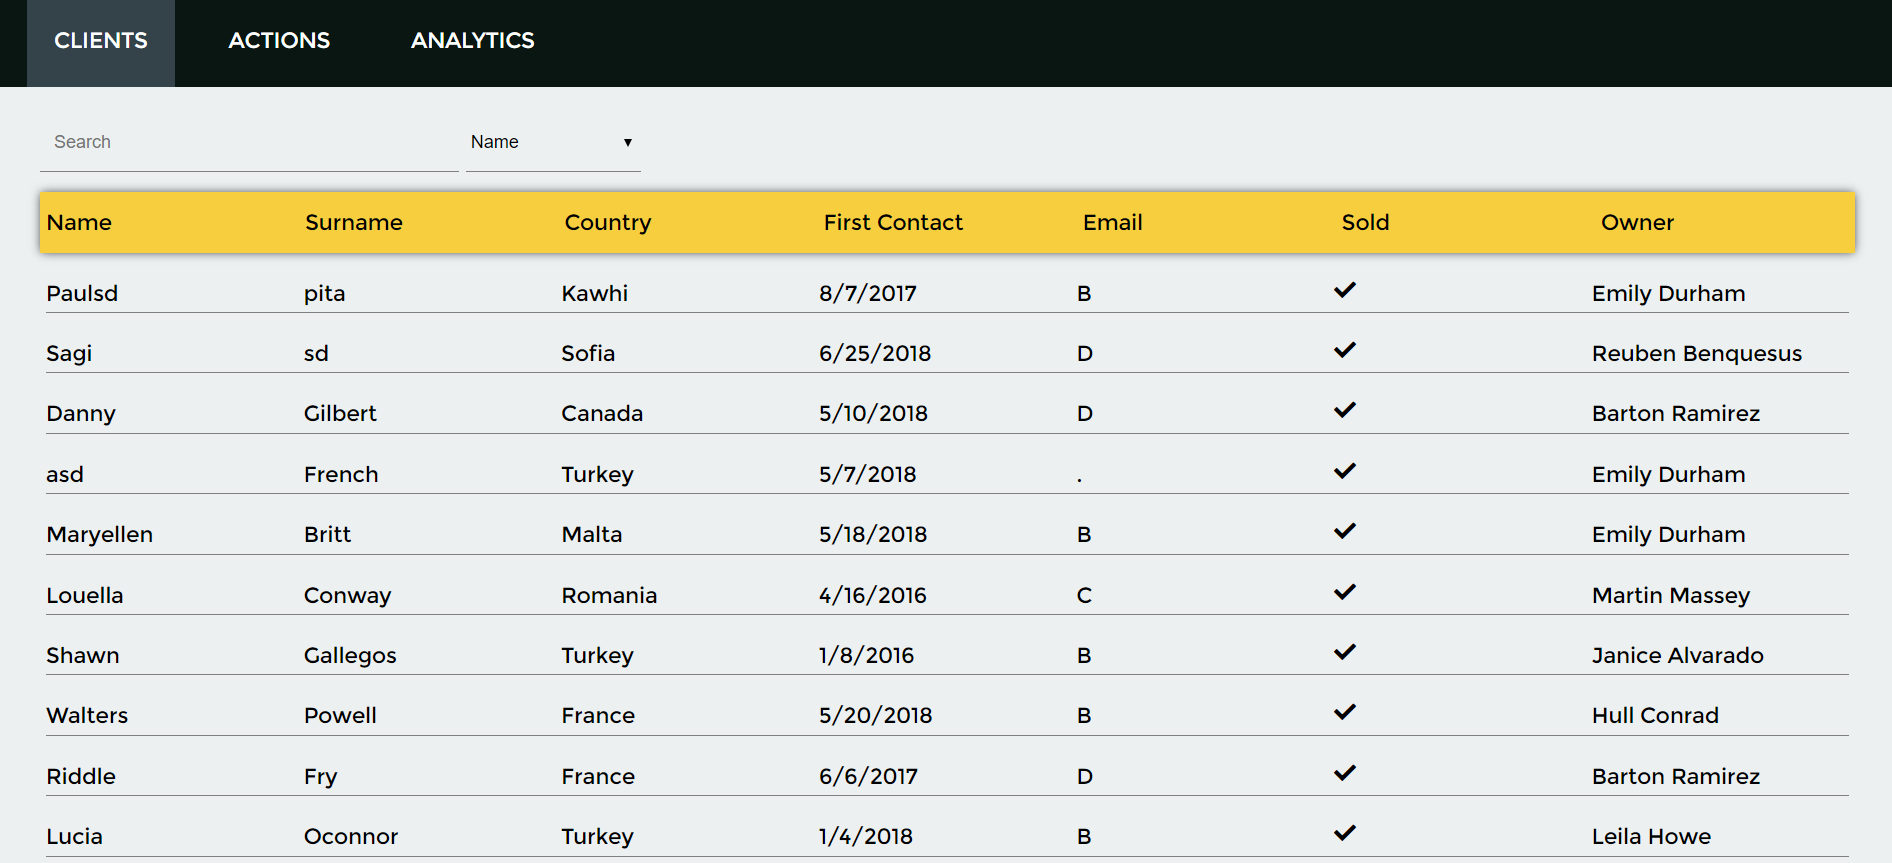 CLIENTS ACTIONS ANALYTICS
Search Name
Name Surname Country First Contact Email Sold Owner
Paulsd pita Kawhi 8/7/2017 B Emily Durham
Sagi sd Sofia 6/25/2018 D Reuben Benquesus
Danny Gilbert Canada 5/10/2018 D Barton Ramirez
asd French Turkey 5/7/2018 . Emily Durham
Maryellen Britt Malta 5/18/2018 B Emily Durham
Louella Conway Romania 4/16/2016 C Martin Massey
Shawn Gallegos Turkey 1/8/2016 B Janice Alvarado
Walters Powell France 5/20/2018 B Hull Conrad
Riddle Fry France 6/6/2017 D Barton Ramirez
Lucia Oconnor Turkey 1/4/2018 B Leila Howe